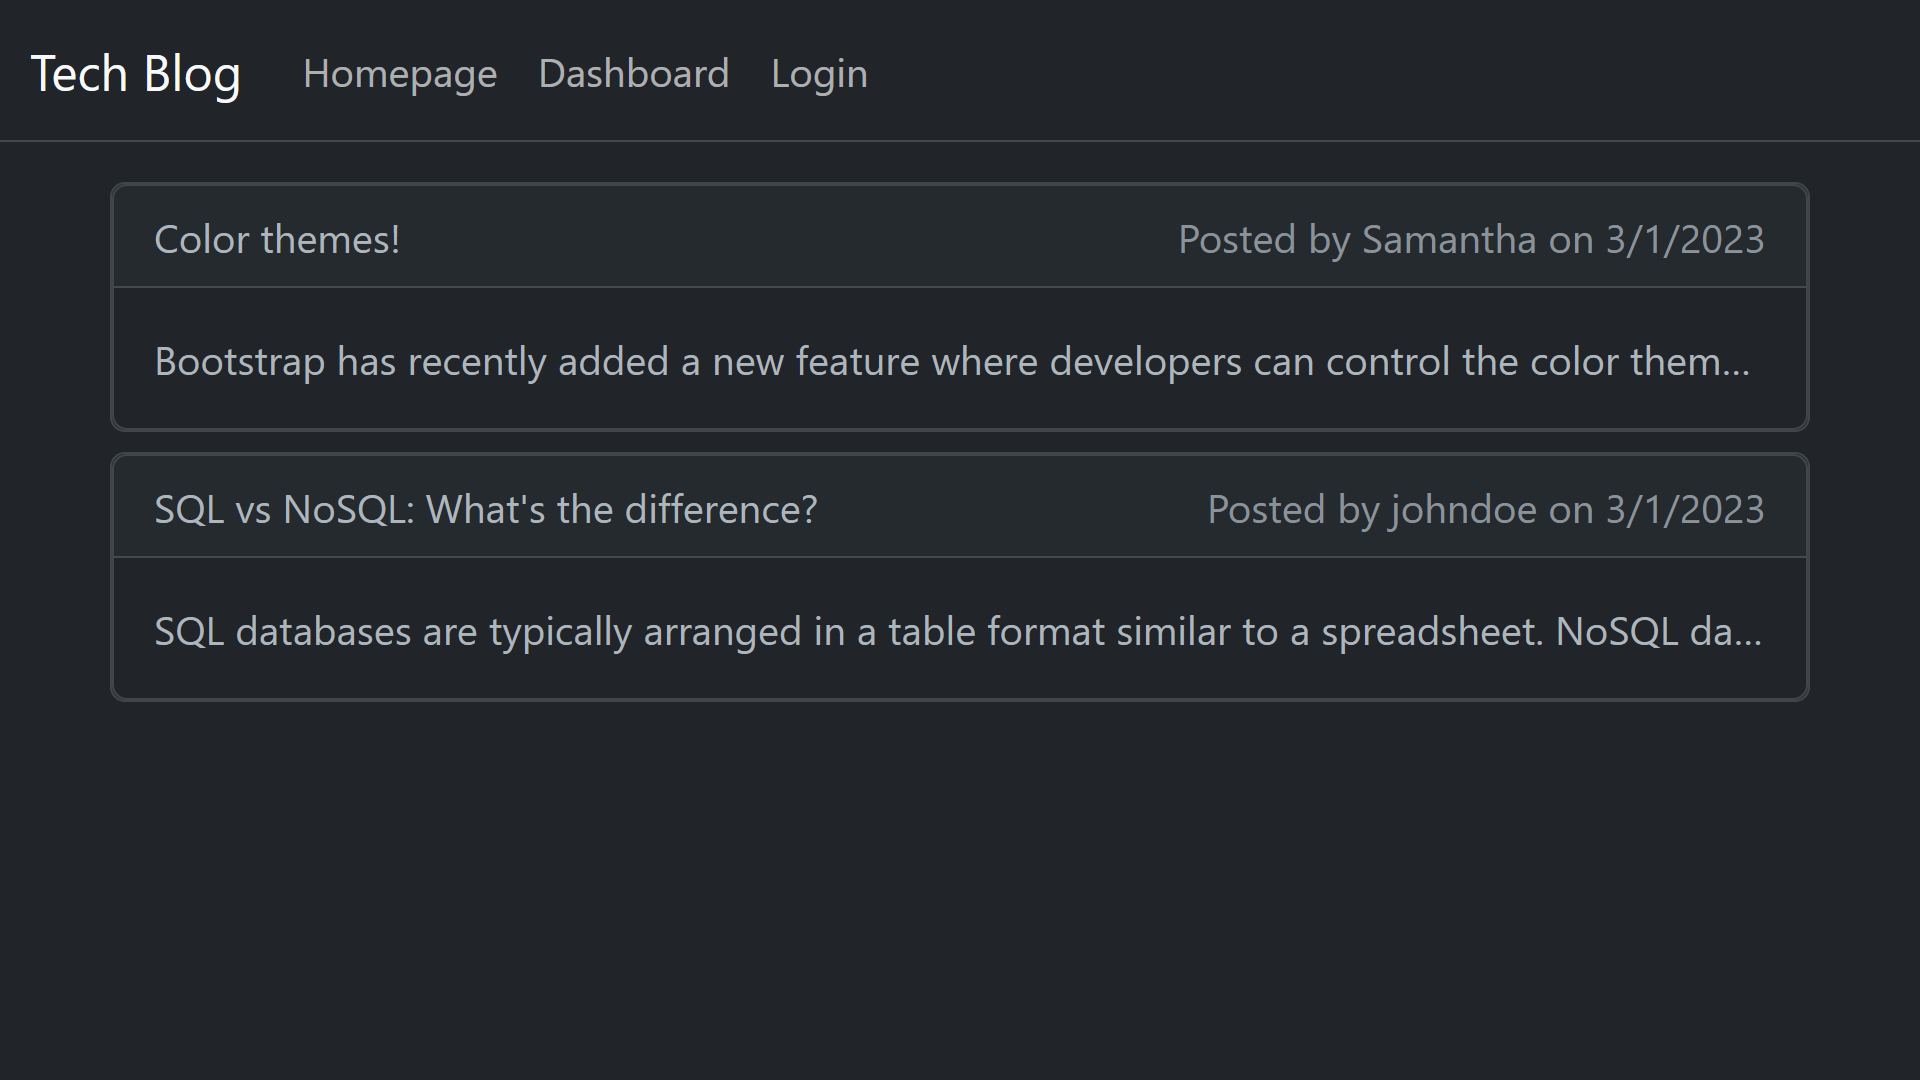 Tech Blog Homepage Dashboard Login
Color themes! Posted by Samantha on 3/1/2023
Bootstrap has recently added a new feature where developers can control the color them...
SQL vs NoSQL: What's the difference? Posted by johndoe on 3/1/2023
SQL databases are typically arranged in a table format similar to a spreadsheet. NoSQL da...